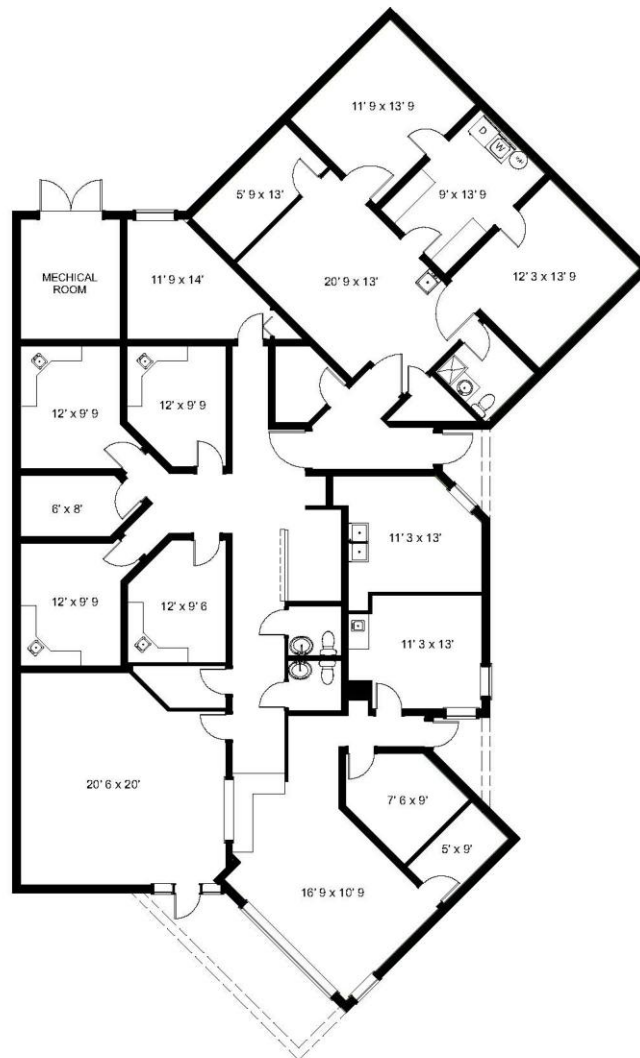 11' 9 x 13' 9
D
W
5' 9 x 13'
9' x 13' 9
MECHICAL
ROOM
11' 9 x 14'
20' 9 x 13'
12' 3 x 13' 9
12' x 9' 9
12' x 9' 9
6' x 8'
11' 3 x 13'
12' x 9' 9
12' x 9' 6
11' 3 x 13'
20' 6 x 20'
7' 6 x 9'
5' x 9'
16' 9 x 10' 9